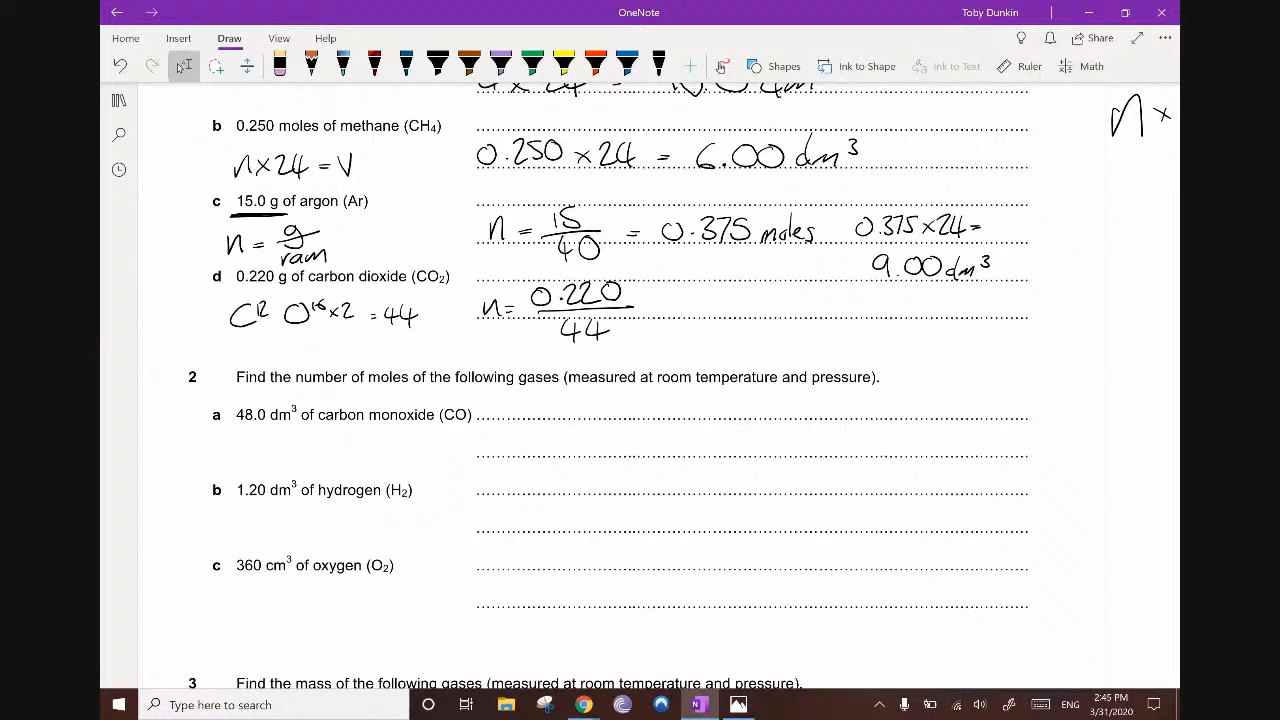 OneNote
Toby Dunkin
Home Insert Draw View Help
Share
Shapes Ink to Shape Ink to Text Ruler Math
n ×
b 0.250 moles of methane (CH₄)
n×24 = V 0.250 × 24 = 6.00 dm³
c 15.0 g of argon (Ar)
n = g/ram n = 15/40 = 0.375 moles 0.375×24=
9.00dm³
d 0.220 g of carbon dioxide (CO₂)
C¹² O¹⁶×2 =44 n= 0.220/44
2 Find the number of moles of the following gases (measured at room temperature and pressure).
a 48.0 dm³ of carbon monoxide (CO)
b 1.20 dm³ of hydrogen (H₂)
c 360 cm³ of oxygen (O₂)
3 Find the mass of the following gases (measured at room temperature and pressure).
Type here to search
ENG
2:45 PM
3/31/2020